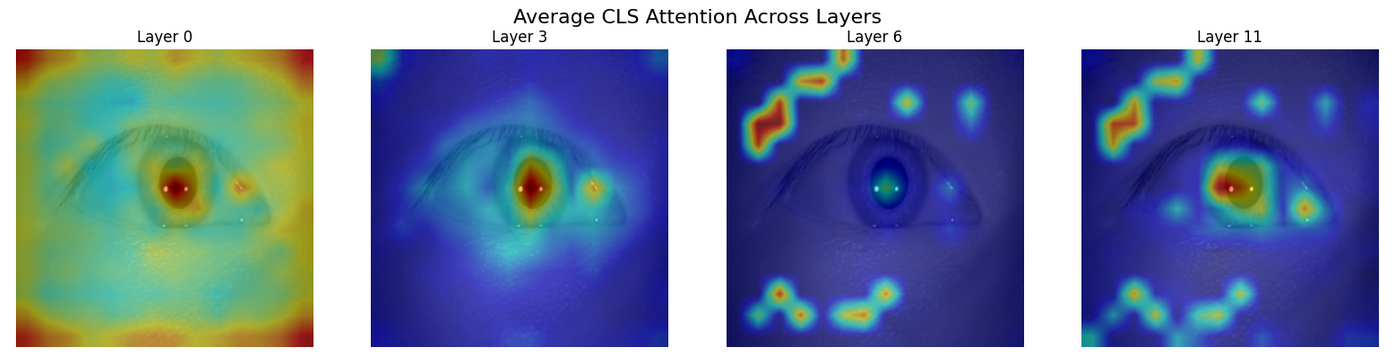 Average CLS Attention Across Layers
Layer 0
Layer 3
Layer 6
Layer 11